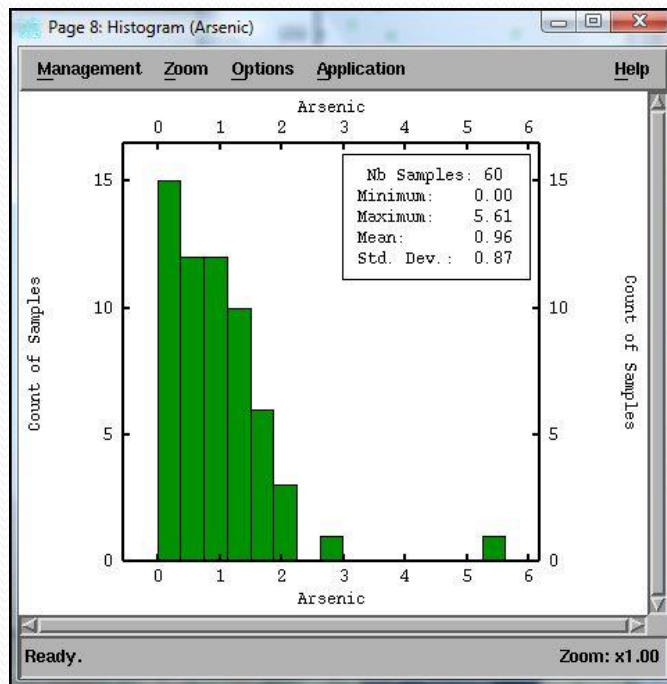 Page 8: Histogram (Arsenic)
Management Zoom Options Application Help
Arsenic
0 1 2 3 4 5 6
Nb Samples: 60
Minimum: 0.00
Maximum: 5.61
Mean: 0.96
Std. Dev.: 0.87
15 15
10 10
5 5
0 0
Count of Samples
Count of Samples
0 1 2 3 4 5 6
Arsenic
Ready. Zoom: x1.00